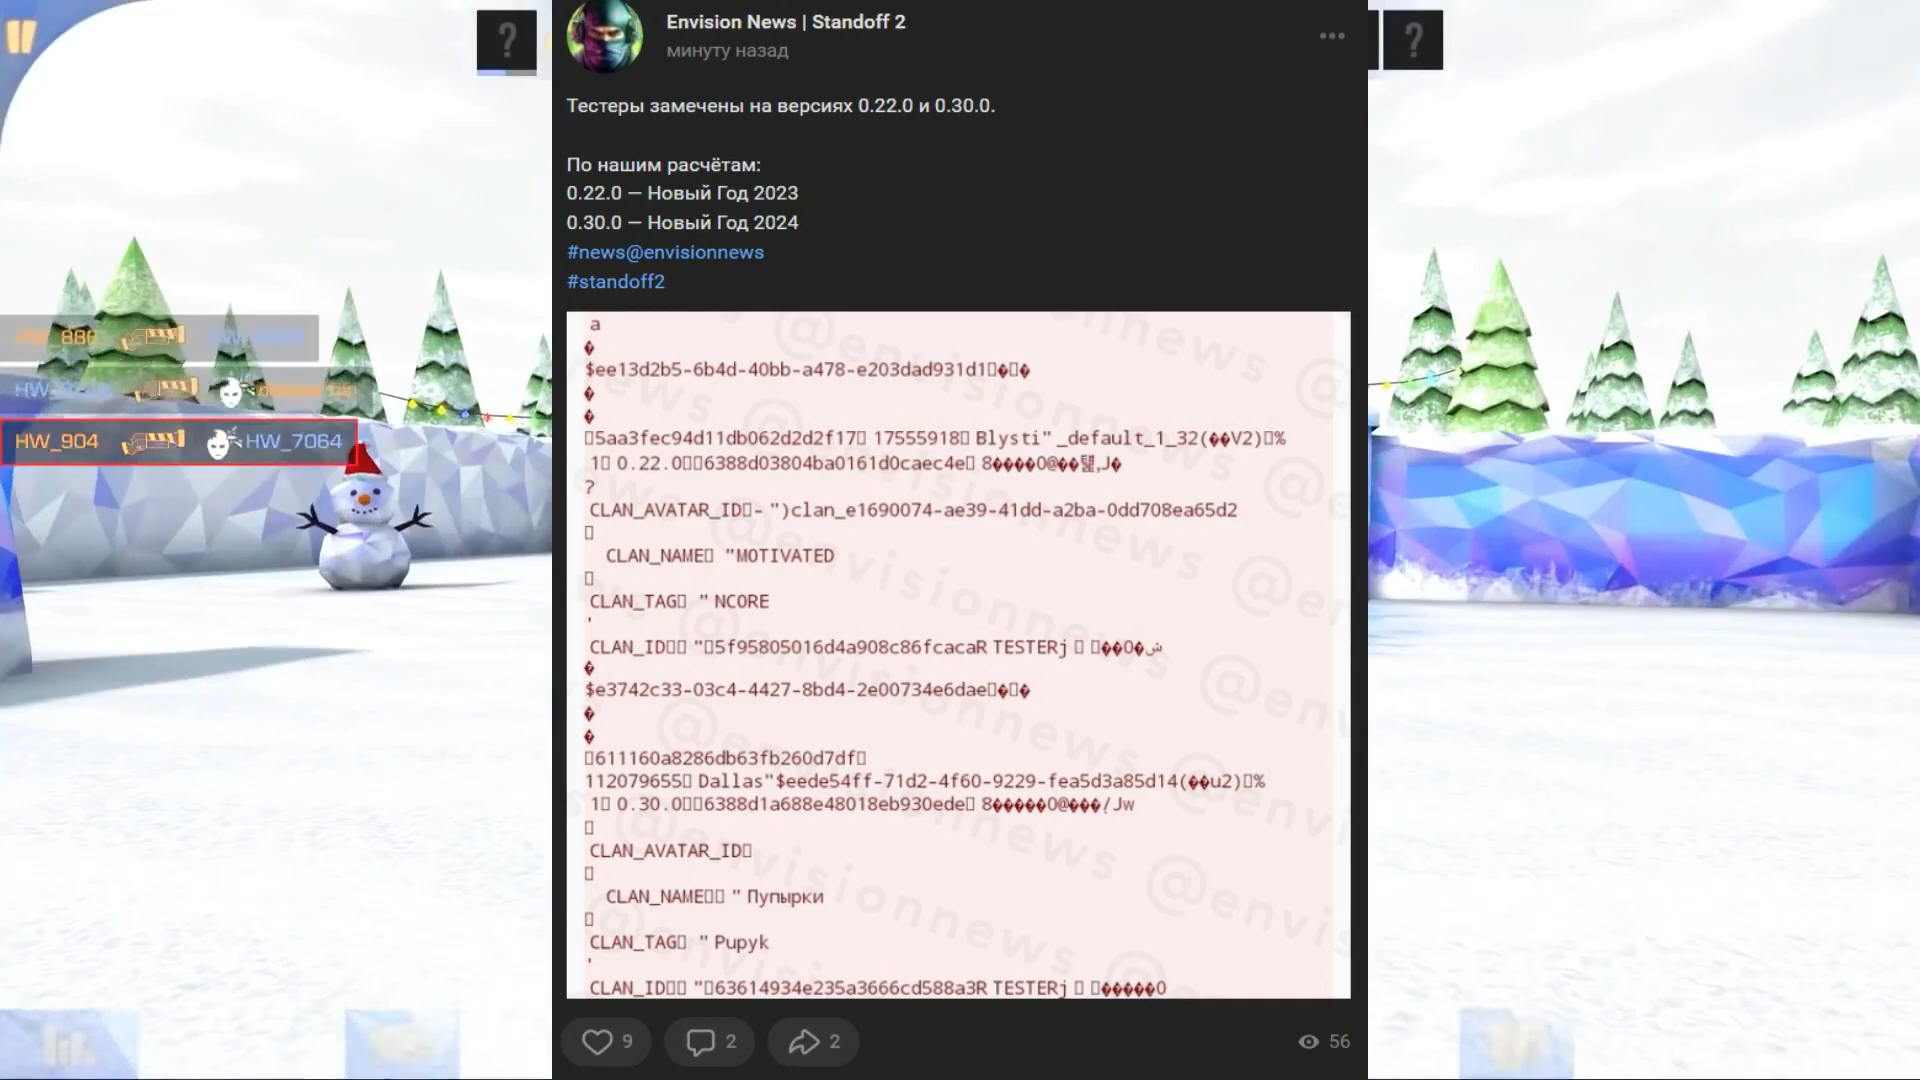 Envision News | Standoff 2
минуту назад
Тестеры замечены на версиях 0.22.0 и 0.30.0.
По нашим расчётам:
0.22.0 — Новый Год 2023
0.30.0 — Новый Год 2024
#news@envisionnews
#standoff2
a
�
$ee13d2b5-6b4d-40bb-a478-e203dad931d1▯�▯�
�
�
▯5aa3fec94d11db062d2d2f17▯ 17555918▯ Blysti"_default_1_32(��V2)▯%
1▯ 0.22.0▯▯6388d03804ba0161d0caec4e▯ 8����0@��,J�
?
CLAN_AVATAR_ID▯- ")clan_e1690074-ae39-41dd-a2ba-0dd708ea65d2
▯
CLAN_NAME▯ "MOTIVATED
▯
CLAN_TAG▯ "NCORE
'
CLAN_ID▯▯ "▯5f95805016d4a908c86fcacaR TESTERj ▯ ▯��0�ش
�
$e3742c33-03c4-4427-8bd4-2e00734e6dae▯�▯�
�
�
▯611160a8286db63fb260d7df▯
112079655▯ Dallas"$eede54ff-71d2-4f60-9229-fea5d3a85d14(��u2)▯%
1▯ 0.30.0▯▯6388d1a688e48018eb930ede▯ 8�����0@���/Jw
▯
CLAN_AVATAR_ID▯
▯
CLAN_NAME▯▯ "Пупырки
▯
CLAN_TAG▯ "Pupyk
'
CLAN_ID▯▯ "▯63614934e235a3666cd588a3R TESTERj ▯ ▯�����0
9
2
2
56
HW_886
HW_904 HW_7064
? ?
@envisionnews